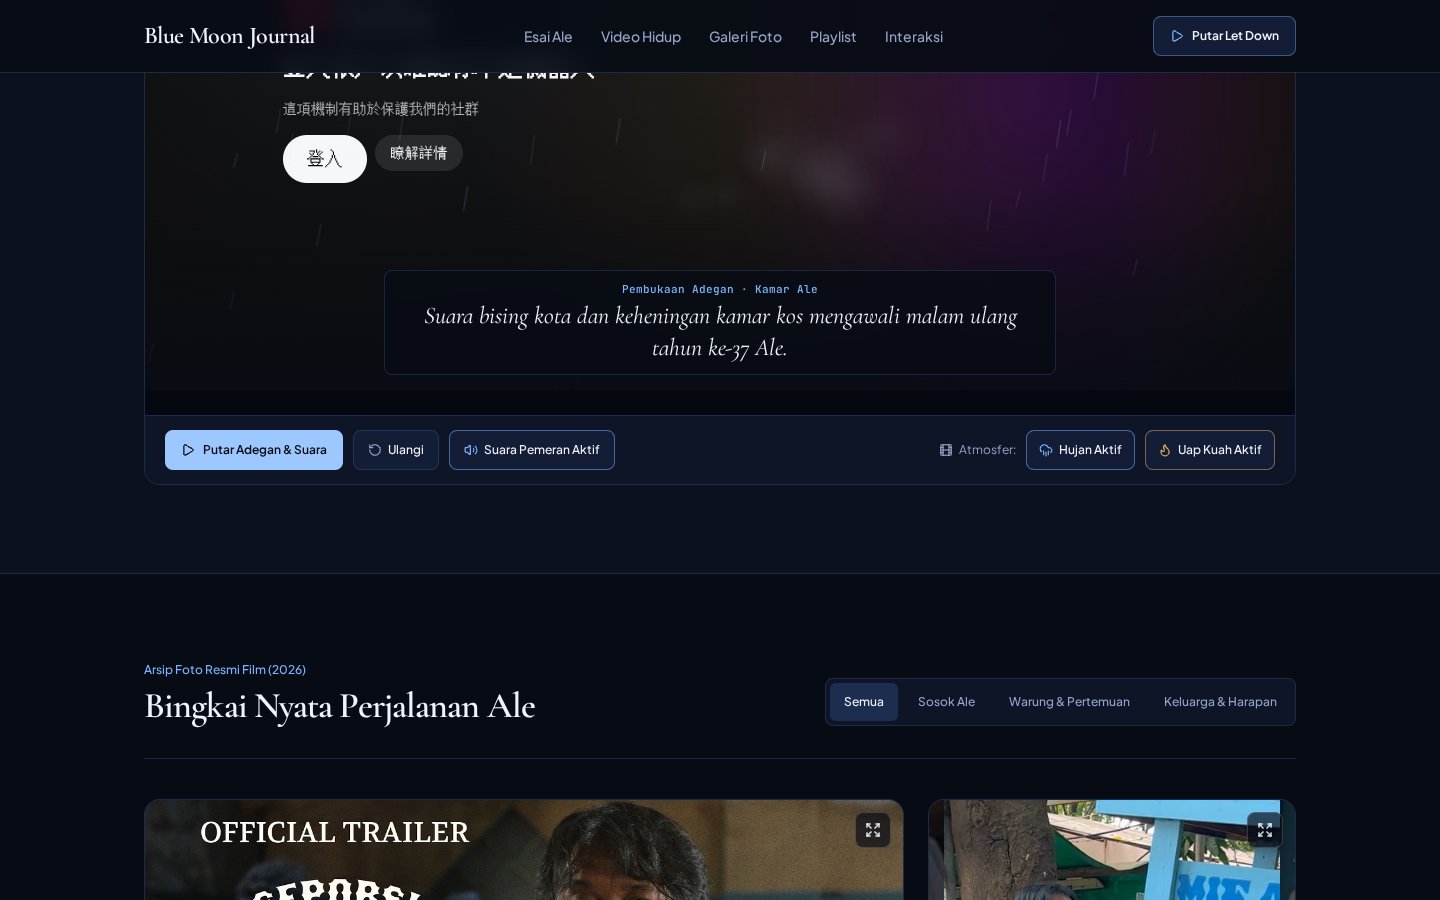 Blue Moon Journal
Esai Ale
Video Hidup
Galeri Foto
Playlist
Interaksi
Putar Let Down
這項機制有助於保護我們的社群
登入
瞭解詳情
Pembukaan Adegan · Kamar Ale
Suara bising kota dan keheningan kamar kos mengawali malam ulang
tahun ke-37 Ale.
Putar Adegan & Suara
Ulangi
Suara Pemeran Aktif
Atmosfer:
Hujan Aktif
Uap Kuah Aktif
Arsip Foto Resmi Film (2026)
Bingkai Nyata Perjalanan Ale
Semua
Sosok Ale
Warung & Pertemuan
Keluarga & Harapan
OFFICIAL TRAILER